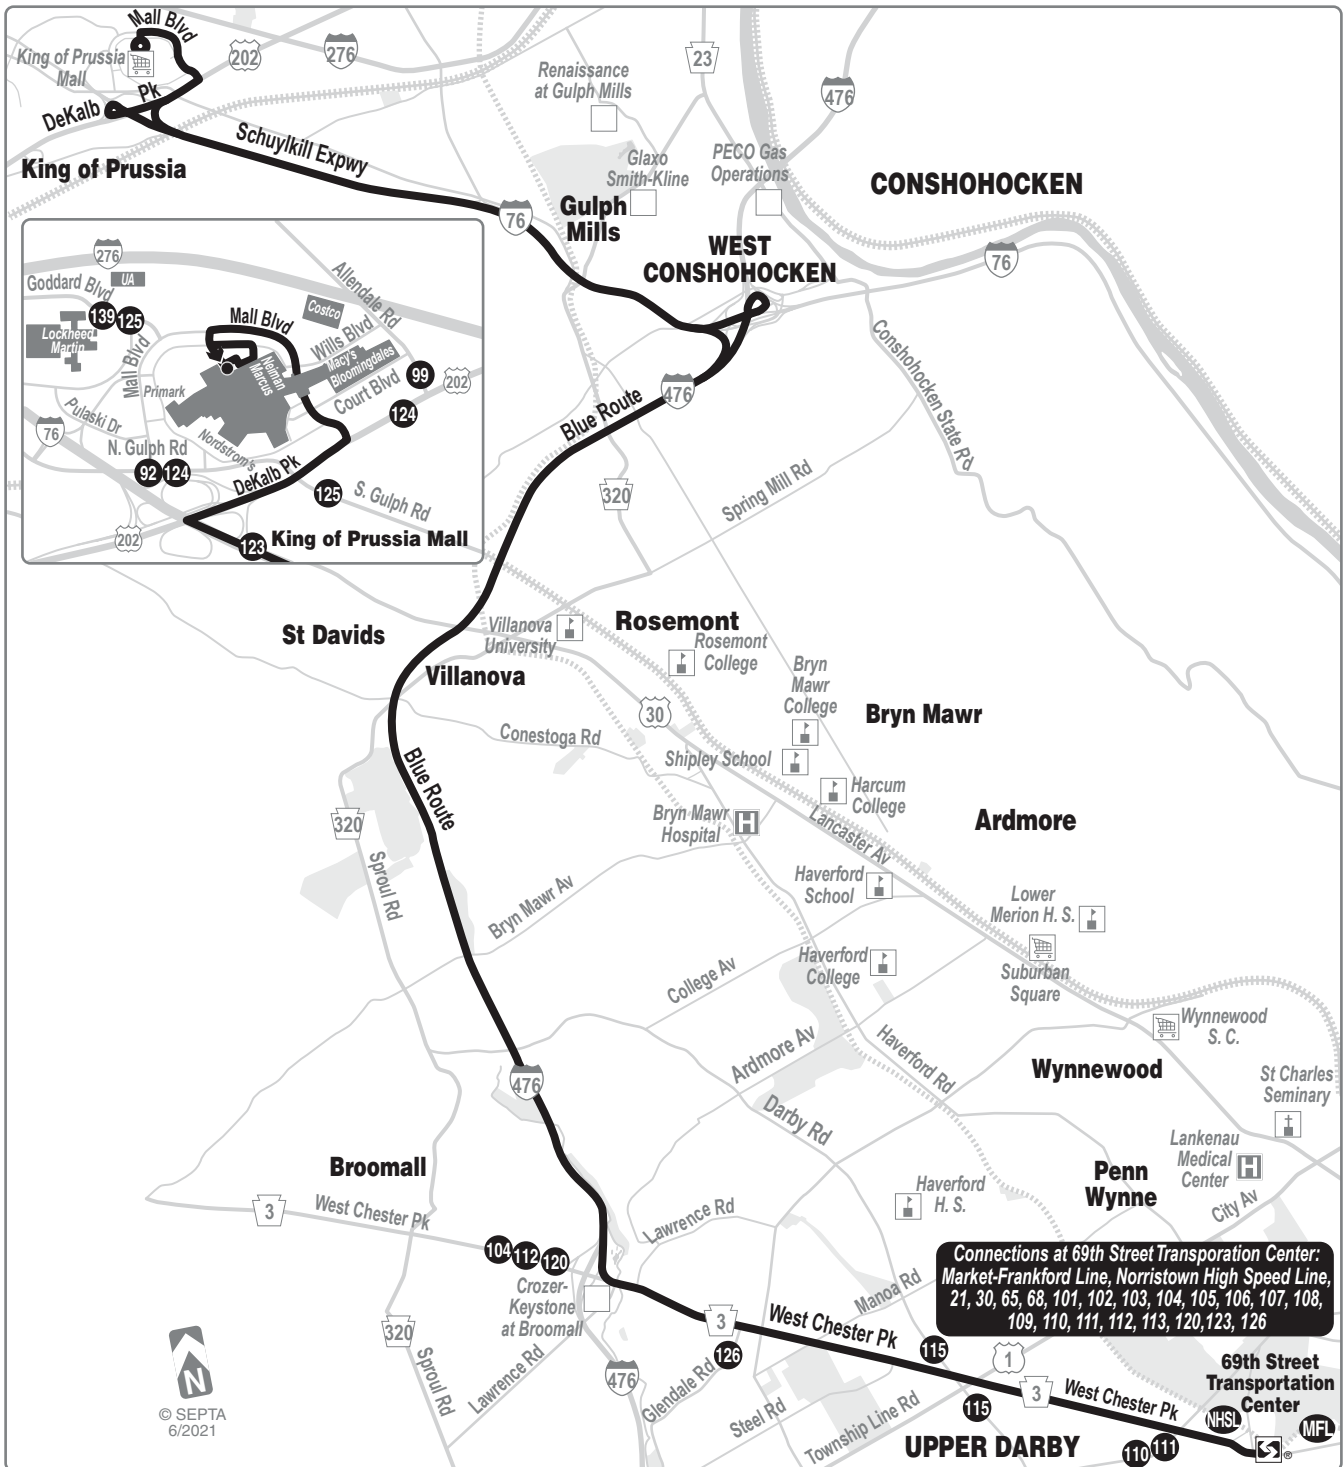 Mall Blvd
King of Prussia
Mall
202
276
23
476
Renaissance
at Gulph Mills
DeKalb Pk
Schuylkill Expwy
King of Prussia
Glaxo
Smith-Kline
PECO Gas
Operations
CONSHOHOCKEN
Gulph
Mills
76
WEST
CONSHOHOCKEN
76
276
Goddard Blvd
UA
Allendale Rd
139
125
Lockheed
Martin
Mall Blvd
Costco
Wills Blvd
Mall Blvd
Neiman
Marcus
Macy's
Bloomingdales
Primark
Court Blvd
99
202
124
Pulaski Dr
76
N. Gulph Rd
Nordstrom's
92
124
DeKalb Pk
125
S. Gulph Rd
202
123
King of Prussia Mall
Conshohocken State Rd
476
Blue Route
320
Spring Mill Rd
St Davids
Villanova
University
Rosemont
Rosemont
College
Villanova
Bryn
Mawr
College
30
Bryn Mawr
Conestoga Rd
Shipley School
Blue Route
Harcum
College
320
Bryn Mawr
Hospital
H
Lancaster Av
Ardmore
Sproul Rd
Haverford
School
Lower
Merion H. S.
Bryn Mawr Av
Haverford
College
Suburban
Square
College Av
Wynnewood
S. C.
Ardmore Av
Haverford Rd
Wynnewood
476
St Charles
Seminary
Darby Rd
Lankenau
Medical
Center
H
Broomall
Penn
Wynne
3
West Chester Pk
Haverford
H. S.
City Av
Lawrence Rd
104
112
120
Crozer-
Keystone
at Broomall
Manoa Rd
Connections at 69th Street Transporation Center:
Market-Frankford Line, Norristown High Speed Line,
21, 30, 65, 68, 101, 102, 103, 104, 105, 106, 107, 108,
109, 110, 111, 112, 113, 120,123, 126
320
3
West Chester Pk
126
115
1
69th Street
Transportation
Center
Sproul Rd
Lawrence Rd
476
Glendale Rd
3
West Chester Pk
NHSL
MFL
N
© SEPTA
6/2021
Steel Rd
Township Line Rd
115
UPPER DARBY
110
111
S
®